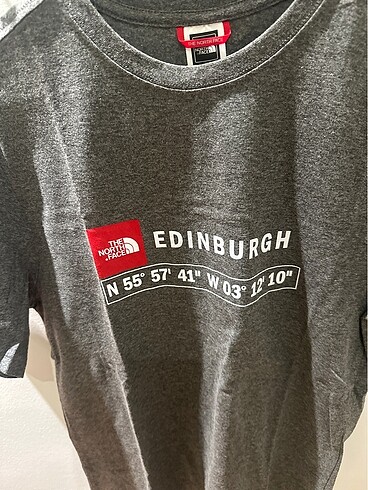 THE NORTH FACE
THE
NORTH
FACE
EDINBURGH
N 55° 57' 41" W 03° 12' 10"